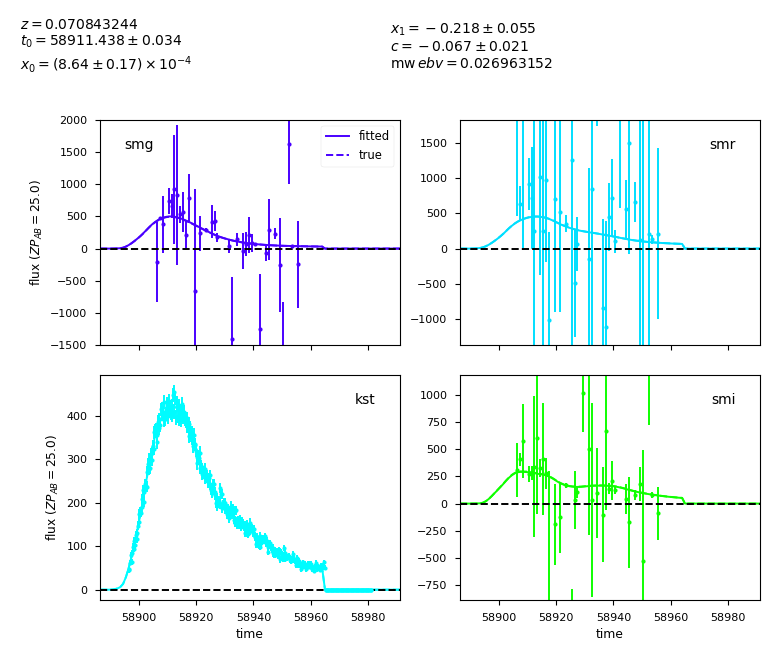 z = 0.070843244
t₀ = 58911.438 ± 0.034
x₀ = (8.64 ± 0.17) × 10⁻⁴
x₁ = −0.218 ± 0.055
c = −0.067 ± 0.021
mw ebv = 0.026963152
smg
fitted
true
2000
1500
1000
500
0
−500
−1000
−1500
flux (ZP_AB = 25.0)
smr
1500
1000
500
0
−500
−1000
kst
400
300
200
100
0
flux (ZP_AB = 25.0)
58900 58920 58940 58960 58980
time
smi
1000
750
500
250
0
−250
−500
−750
58900 58920 58940 58960 58980
time